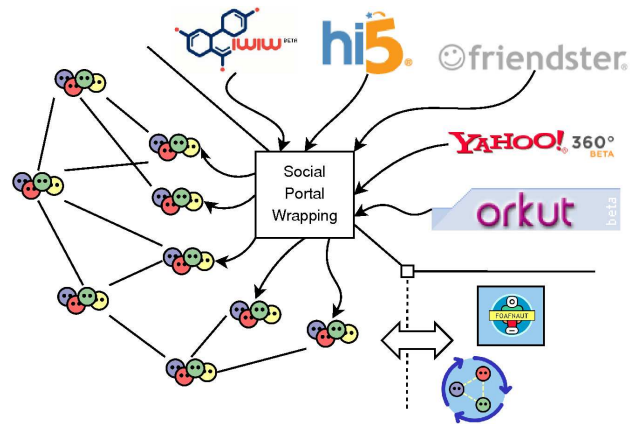 iWiW BETA
hi5®
friendster®
YAHOO!® 360°
BETA
Social
Portal
Wrapping
orkut beta
FOAFNAUT